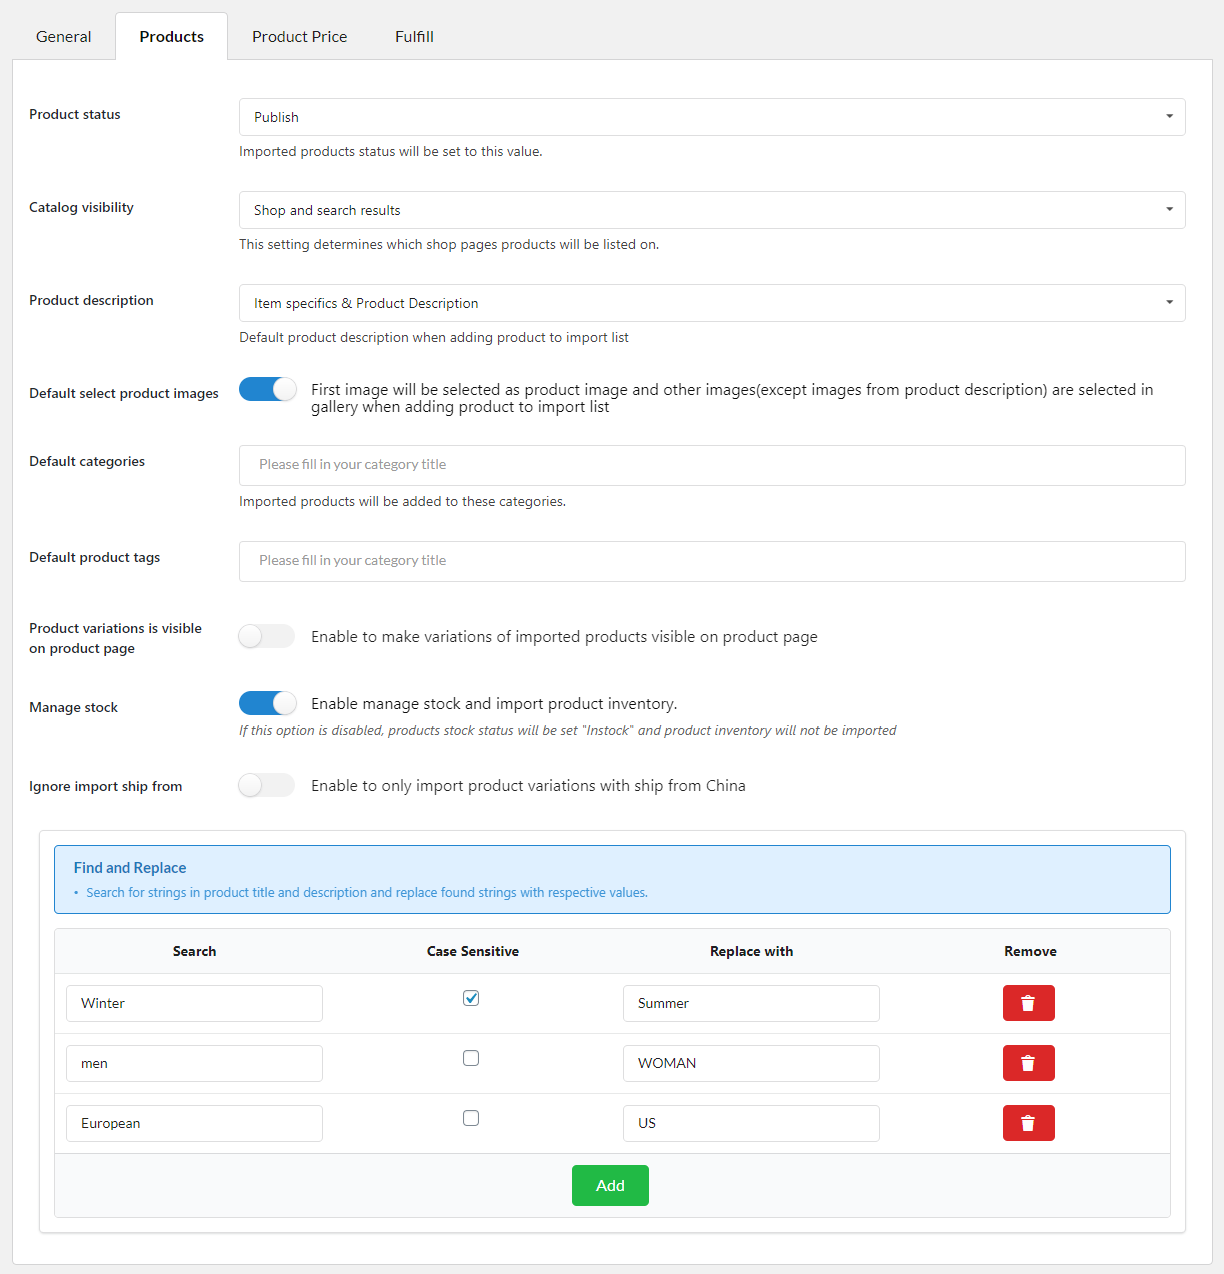 General
Products
Product Price
Fulfill
Product status
Publish
Imported products status will be set to this value.
Catalog visibility
Shop and search results
This setting determines which shop pages products will be listed on.
Product description
Item specifics & Product Description
Default product description when adding product to import list
Default select product images
First image will be selected as product image and other images(except images from product description) are selected in
gallery when adding product to import list
Default categories
Please fill in your category title
Imported products will be added to these categories.
Default product tags
Please fill in your category title
Product variations is visible
on product page
Enable to make variations of imported products visible on product page
Manage stock
Enable manage stock and import product inventory.
If this option is disabled, products stock status will be set "Instock" and product inventory will not be imported
Ignore import ship from
Enable to only import product variations with ship from China
Find and Replace
• Search for strings in product title and description and replace found strings with respective values.
Search
Case Sensitive
Replace with
Remove
Winter
Summer
men
WOMAN
European
US
Add